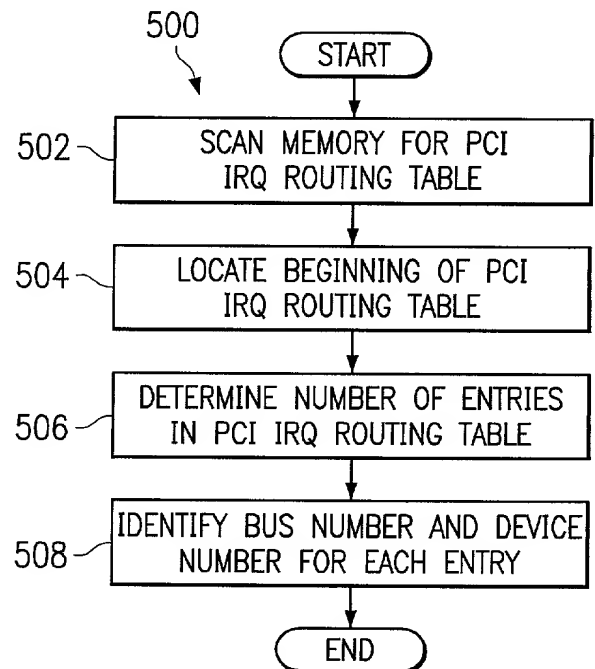 500
START
502
SCAN MEMORY FOR PCI
IRQ ROUTING TABLE
504
LOCATE BEGINNING OF PCI
IRQ ROUTING TABLE
506
DETERMINE NUMBER OF ENTRIES
IN PCI IRQ ROUTING TABLE
508
IDENTIFY BUS NUMBER AND DEVICE
NUMBER FOR EACH ENTRY
END